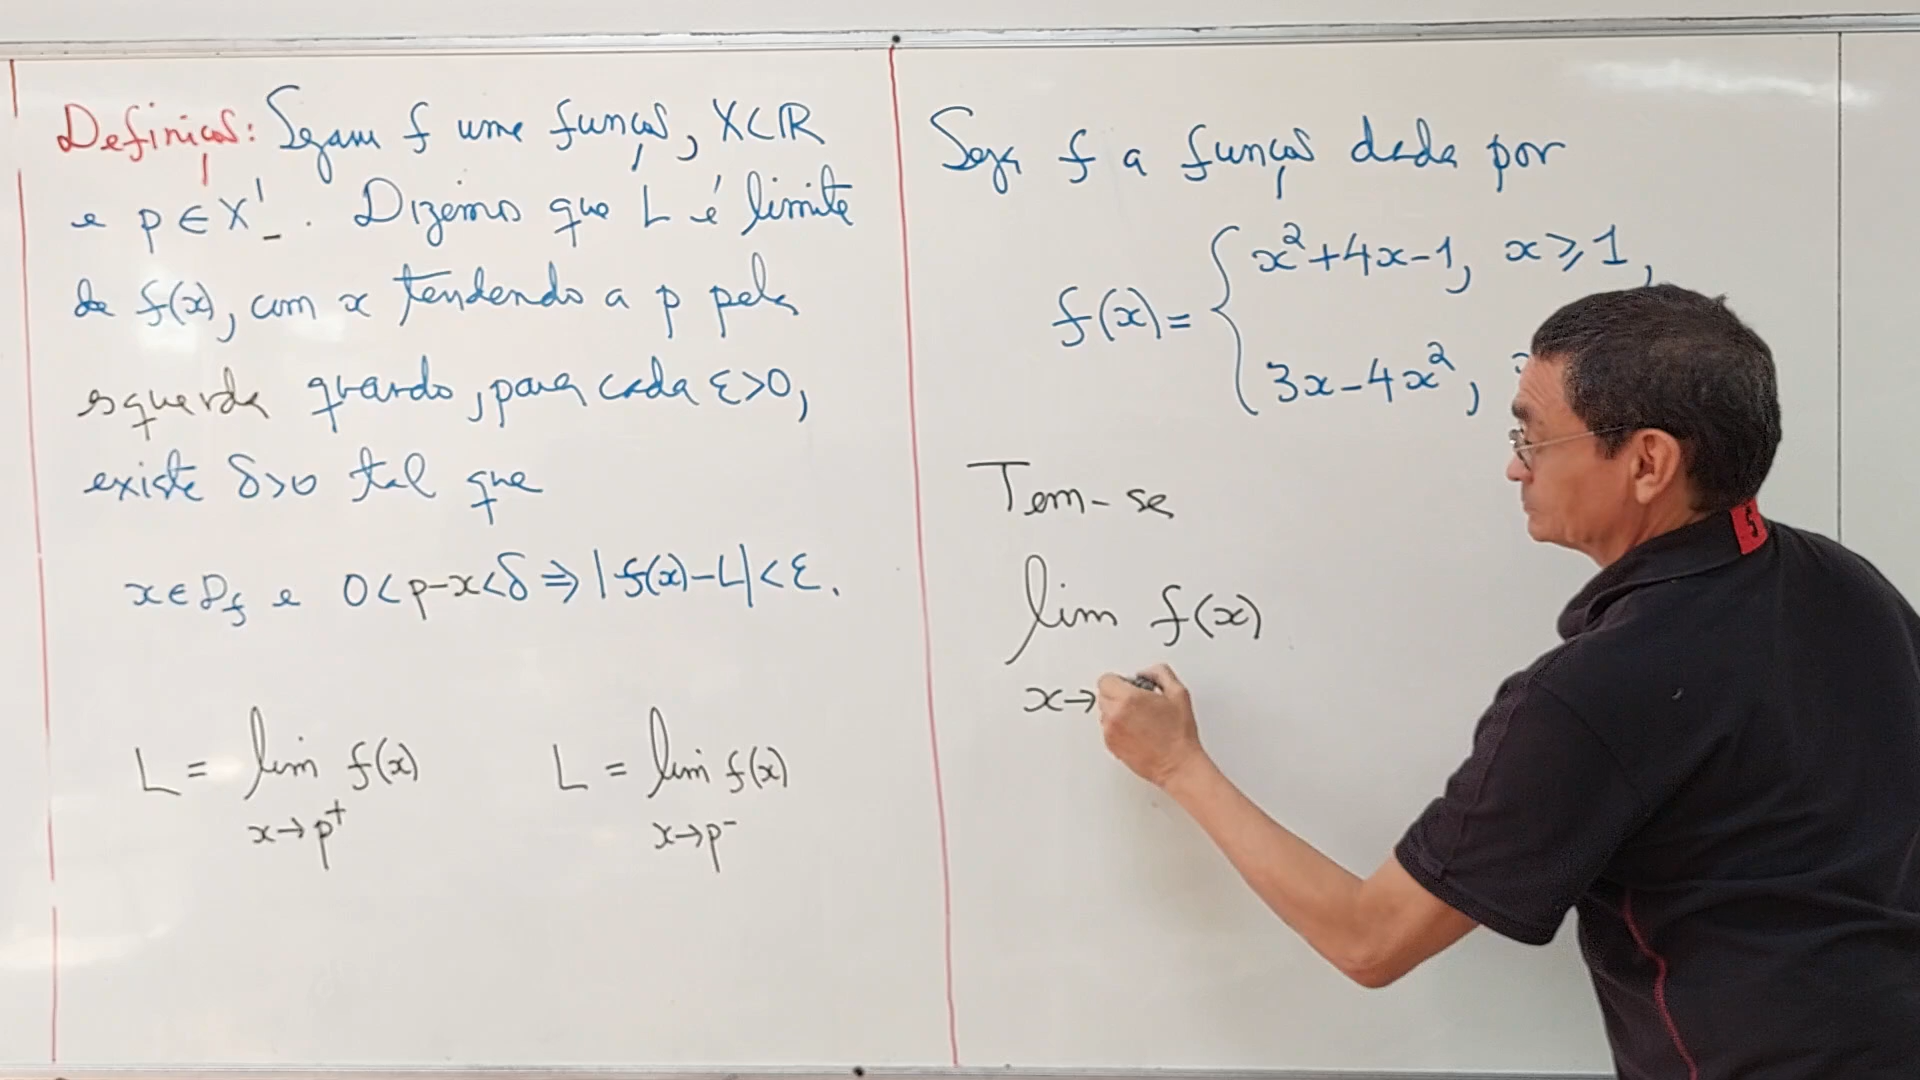 Definição: Sejam f uma função, X⊂ℝ
e p∈X'_. Dizemos que L é limite
de f(x), com x tendendo a p pela
esquerda quando, para cada ε>0,
existe δ>0 tal que
x∈D_f e 0<p-x<δ ⇒ |f(x)-L|<ε.
L = lim f(x)
x→p⁺
L = lim f(x)
x→p⁻
Seja f a função dada por
f(x)= { x²+4x-1, x⩾1,
3x-4x²,
Tem-se
lim f(x)
x→
5